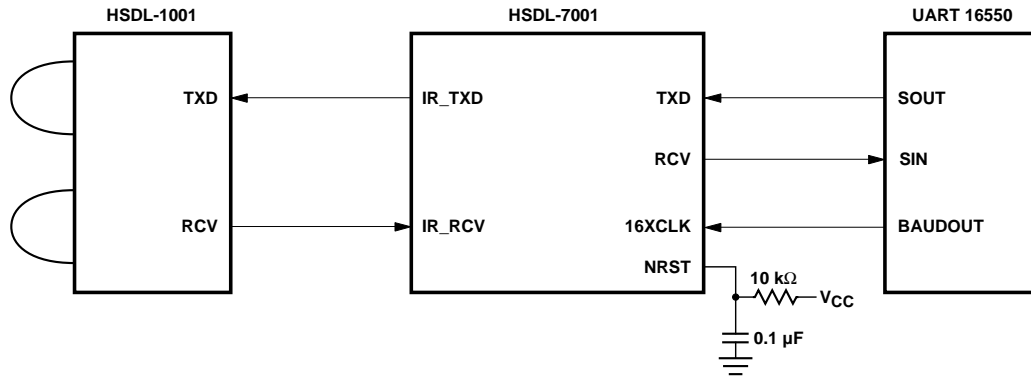 HSDL-1001
HSDL-7001
UART 16550
TXD
IR_TXD
TXD
SOUT
RCV
SIN
RCV
IR_RCV
16XCLK
BAUDOUT
NRST
10 kΩ
VCC
0.1 µF